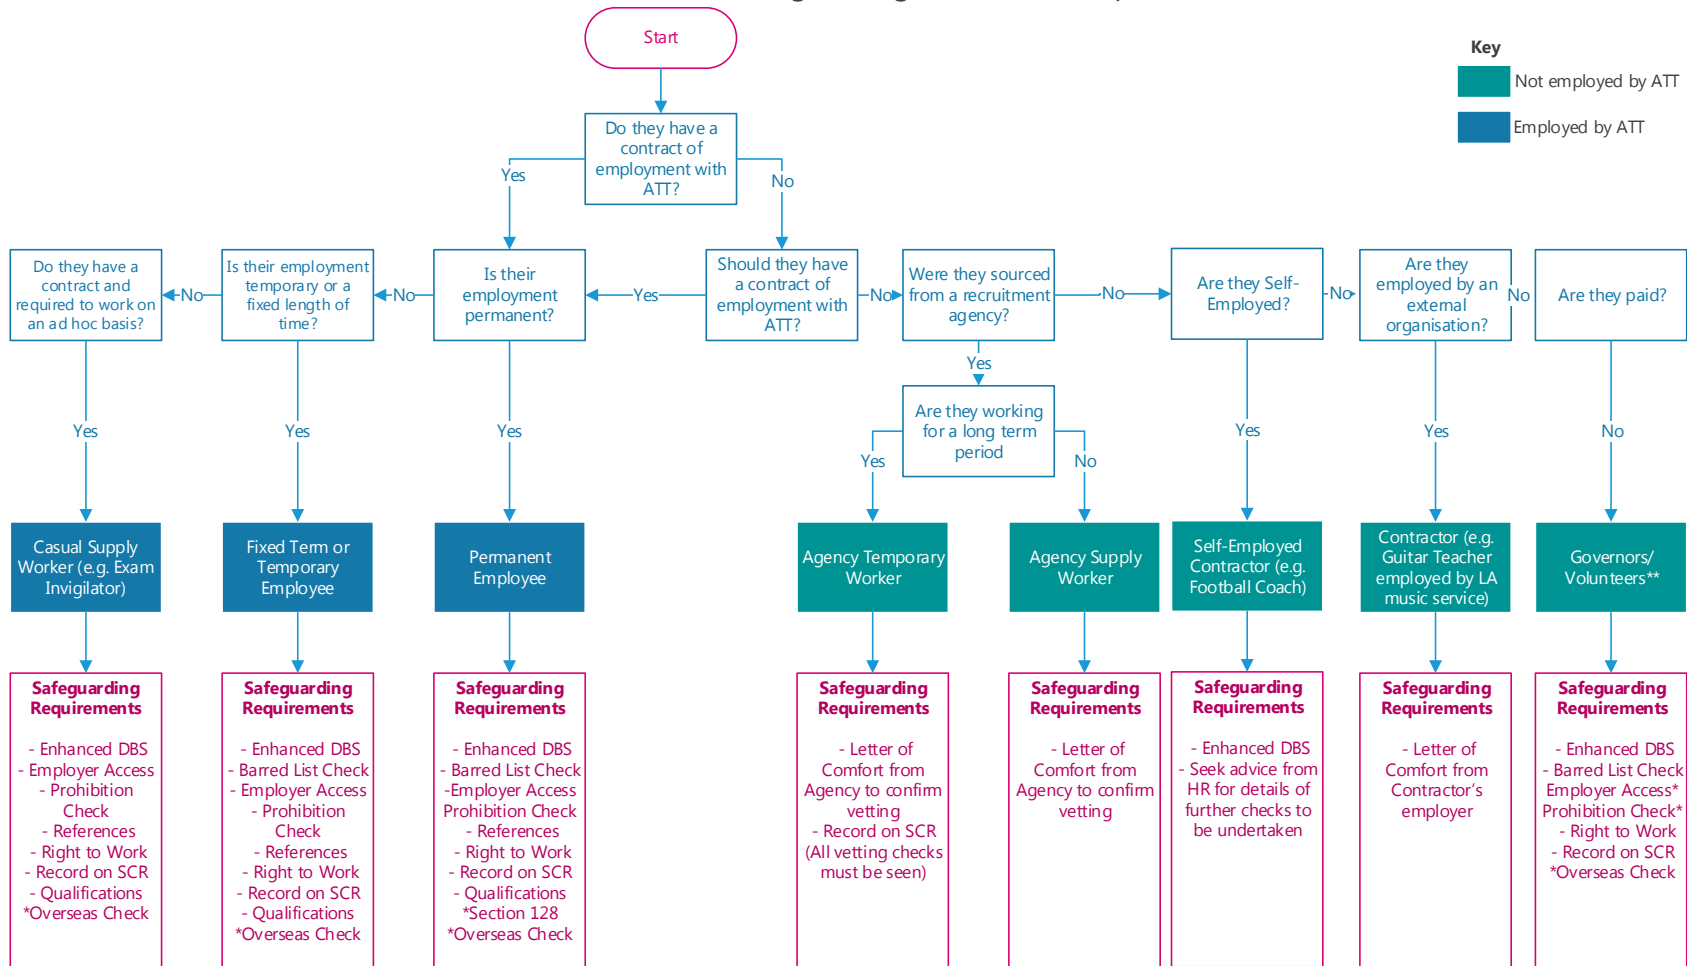 Start
Key
Not employed by ATT
Employed by ATT
Do they have a
contract of
employment with
ATT?
Yes
No
Do they have a
contract and
required to work on
an ad hoc basis?
No
Is their employment
temporary or a
fixed length of
time?
No
Is their
employment
permanent?
Yes
Should they have
a contract of
employment with
ATT?
No
Were they sourced
from a recruitment
agency?
No
Are they Self-
Employed?
No
Are they
employed by an
external
organisation?
No
Are they paid?
Yes
Are they working
for a long term
period
Yes
Yes
Yes
Yes
No
Yes
Yes
No
Casual Supply
Worker (e.g. Exam
Invigilator)
Fixed Term or
Temporary
Employee
Permanent
Employee
Agency Temporary
Worker
Agency Supply
Worker
Self-Employed
Contractor (e.g.
Football Coach)
Contractor (e.g.
Guitar Teacher
employed by LA
music service)
Governors/
Volunteers**
Safeguarding
Requirements
- Enhanced DBS
- Employer Access
- Prohibition
Check
- References
- Right to Work
- Record on SCR
- Qualifications
*Overseas Check
Safeguarding
Requirements
- Enhanced DBS
- Barred List Check
- Employer Access
- Prohibition
Check
- References
- Right to Work
- Record on SCR
- Qualifications
*Overseas Check
Safeguarding
Requirements
- Enhanced DBS
- Barred List Check
-Employer Access
Prohibition Check
- References
- Right to Work
- Record on SCR
- Qualifications
*Section 128
*Overseas Check
Safeguarding
Requirements
- Letter of
Comfort from
Agency to confirm
vetting
- Record on SCR
(All vetting checks
must be seen)
Safeguarding
Requirements
- Letter of
Comfort from
Agency to confirm
vetting
Safeguarding
Requirements
- Enhanced DBS
- Seek advice from
HR for details of
further checks to
be undertaken
Safeguarding
Requirements
- Letter of
Comfort from
Contractor's
employer
Safeguarding
Requirements
- Enhanced DBS
- Barred List Check
Employer Access*
Prohibition Check*
- Right to Work
- Record on SCR
*Overseas Check